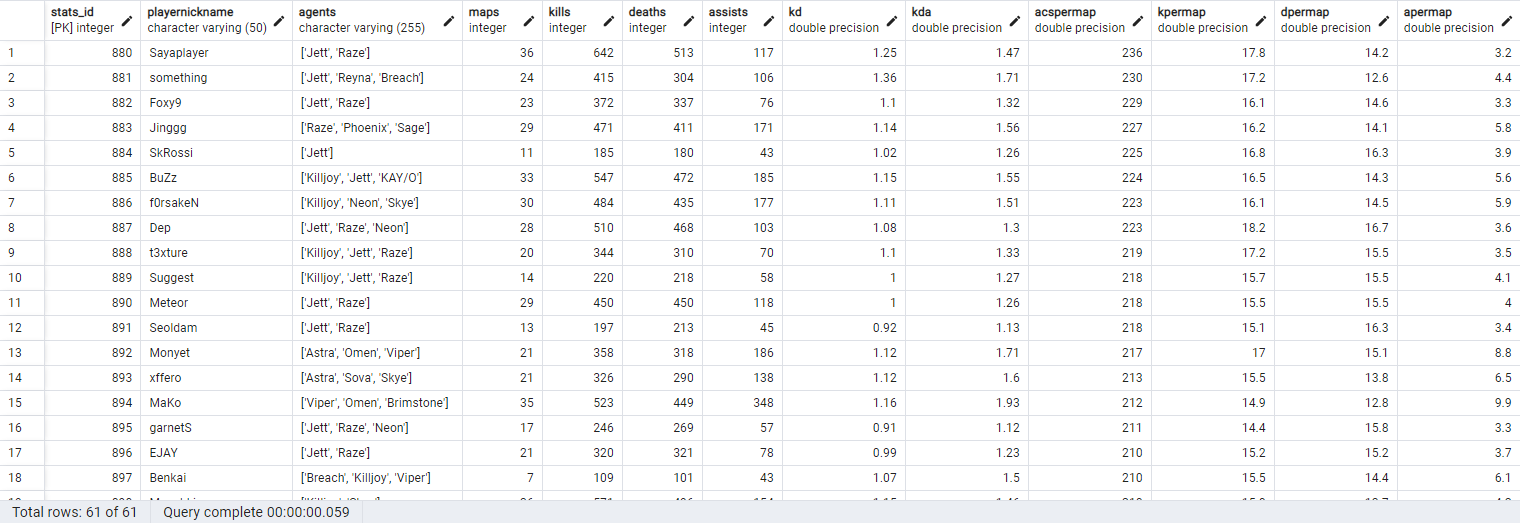 stats_id playernickname agents maps kills deaths assists kd kda acspermap kpermap dpermap apermap
[PK] integer character varying (50) character varying (255) integer integer integer integer double precision double precision double precision double precision double precision double precision
1 880 Sayaplayer ['Jett', 'Raze'] 36 642 513 117 1.25 1.47 236 17.8 14.2 3.2
2 881 something ['Jett', 'Reyna', 'Breach'] 24 415 304 106 1.36 1.71 230 17.2 12.6 4.4
3 882 Foxy9 ['Jett', 'Raze'] 23 372 337 76 1.1 1.32 229 16.1 14.6 3.3
4 883 Jinggg ['Raze', 'Phoenix', 'Sage'] 29 471 411 171 1.14 1.56 227 16.2 14.1 5.8
5 884 SkRossi ['Jett'] 11 185 180 43 1.02 1.26 225 16.8 16.3 3.9
6 885 BuZz ['Killjoy', 'Jett', 'KAY/O'] 33 547 472 185 1.15 1.55 224 16.5 14.3 5.6
7 886 f0rsakeN ['Killjoy', 'Neon', 'Skye'] 30 484 435 177 1.11 1.51 223 16.1 14.5 5.9
8 887 Dep ['Jett', 'Raze', 'Neon'] 28 510 468 103 1.08 1.3 223 18.2 16.7 3.6
9 888 t3xture ['Killjoy', 'Jett', 'Raze'] 20 344 310 70 1.1 1.33 219 17.2 15.5 3.5
10 889 Suggest ['Killjoy', 'Jett', 'Raze'] 14 220 218 58 1 1.27 218 15.7 15.5 4.1
11 890 Meteor ['Jett', 'Raze'] 29 450 450 118 1 1.26 218 15.5 15.5 4
12 891 Seoldam ['Jett', 'Raze'] 13 197 213 45 0.92 1.13 218 15.1 16.3 3.4
13 892 Monyet ['Astra', 'Omen', 'Viper'] 21 358 318 186 1.12 1.71 217 17 15.1 8.8
14 893 xffero ['Astra', 'Sova', 'Skye'] 21 326 290 138 1.12 1.6 213 15.5 13.8 6.5
15 894 MaKo ['Viper', 'Omen', 'Brimstone'] 35 523 449 348 1.16 1.93 212 14.9 12.8 9.9
16 895 garnetS ['Jett', 'Raze', 'Neon'] 17 246 269 57 0.91 1.12 211 14.4 15.8 3.3
17 896 EJAY ['Jett', 'Raze'] 21 320 321 78 0.99 1.23 210 15.2 15.2 3.7
18 897 Benkai ['Breach', 'Killjoy', 'Viper'] 7 109 101 43 1.07 1.5 210 15.5 14.4 6.1
Total rows: 61 of 61 Query complete 00:00:00.059